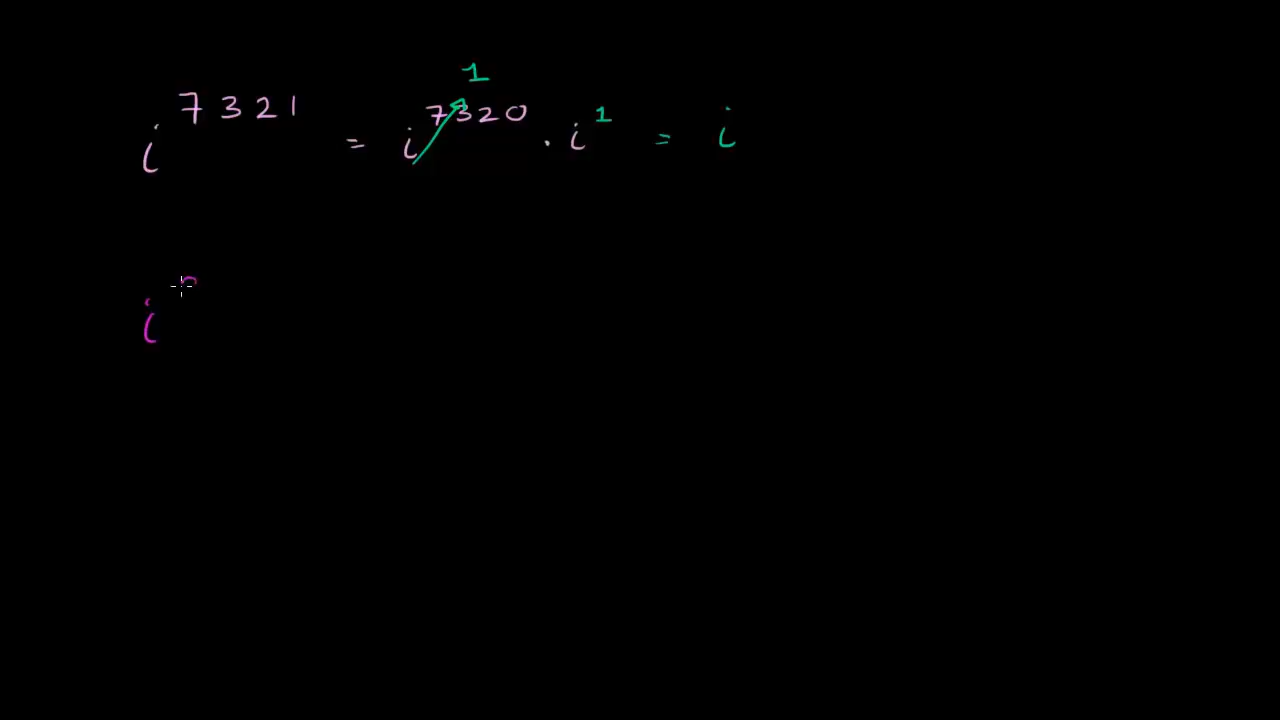 i^7321 = i^7320 · i^1 = i
1
i